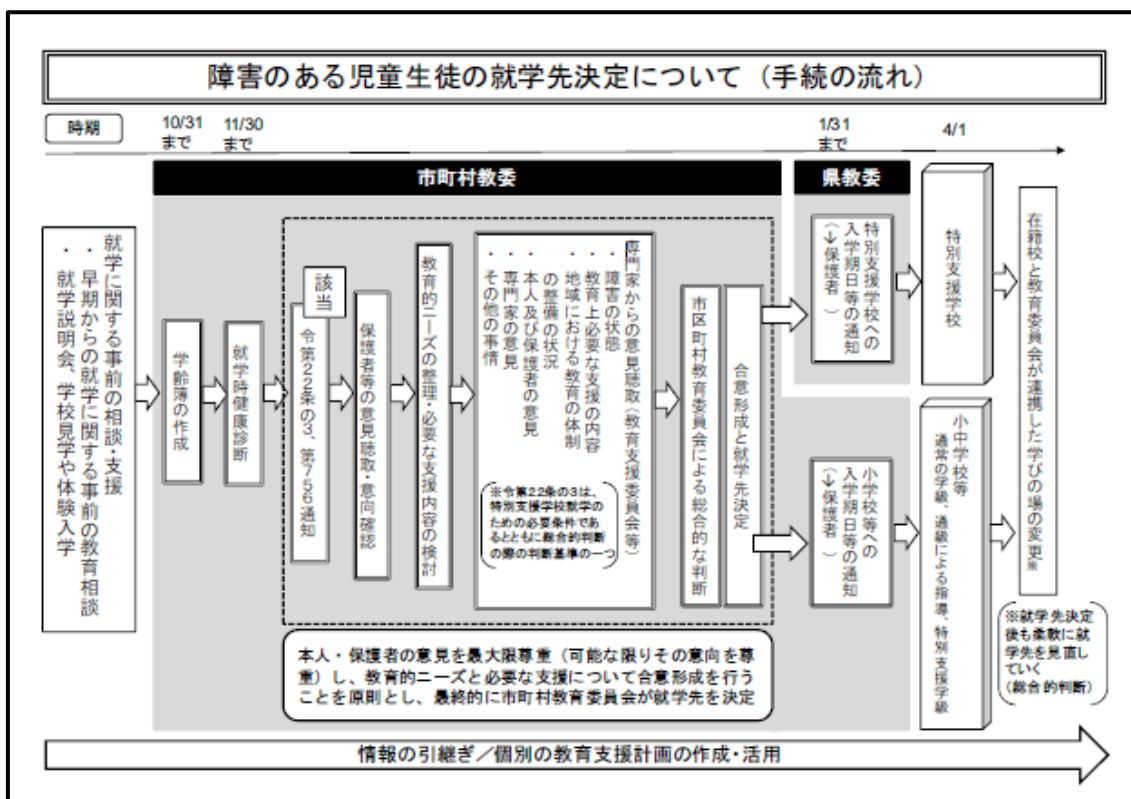 障害のある児童生徒の就学先決定について（手続の流れ）
時期
10/31
まで
11/30
まで
1/31
まで
4/1
市町村教委
県教委
就学に関する事前の相談・支援
・早期からの就学に関する事前の教育相談
・就学説明会、学校見学や体験入学
学齢簿の作成
就学時健康診断
該当
令第22条の3、第756通知
保護者等の意見聴取・意向確認
教育的ニーズの整理・必要な支援内容の検討
専門家からの意見聴取（教育支援委員会等）
・障害の状態
・教育上必要な支援の内容
・地域における教育の体制
の整備の状況
・本人及び保護者の意見
・専門家の意見
・その他の事情
※令第22条の3は、
特別支援学校就学の
ための必要条件であ
るとともに総合的判断
の際の判断基準の一つ
市区町村教育委員会による総合的な判断
合意形成と就学先決定
特別支援学校への
入学期日等の通知
（↓保護者 ）
小学校等への
入学期日等の通知
（↓保護者 ）
特別支援学校
小中学校等
通常の学級、通級による指導、特別支援学級
在籍校と教育委員会が連携した学びの場の変更※
※就学先決定
後も柔軟に就
学先を見直し
ていく
（総合的判断）
本人・保護者の意見を最大限尊重（可能な限りその意向を尊
重）し、教育的ニーズと必要な支援について合意形成を行う
ことを原則とし、最終的に市町村教育委員会が就学先を決定
情報の引継ぎ／個別の教育支援計画の作成・活用